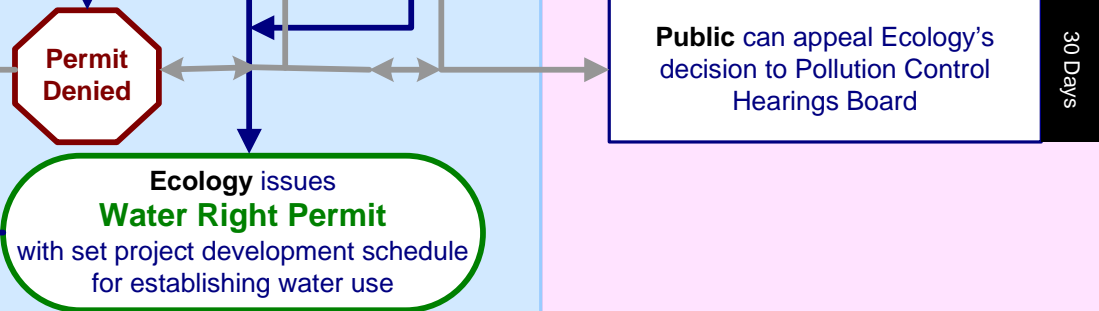 Permit
Denied
Public can appeal Ecology's
decision to Pollution Control
Hearings Board
30 Days
Ecology issues
Water Right Permit
with set project development schedule
for establishing water use